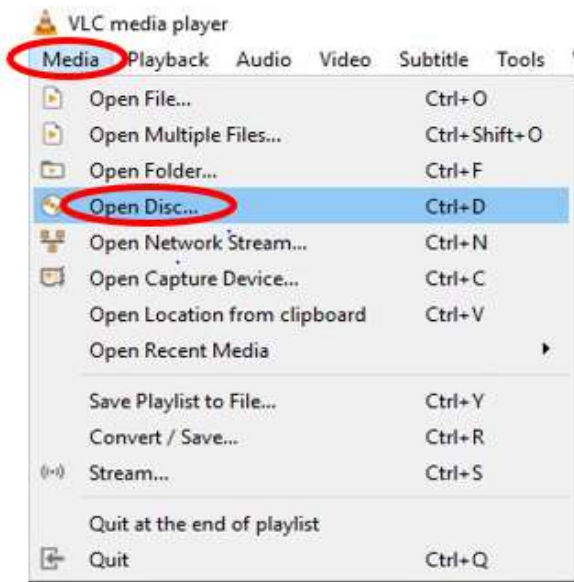 VLC media player
Media Playback Audio Video Subtitle Tools
Open File... Ctrl+O
Open Multiple Files... Ctrl+Shift+O
Open Folder... Ctrl+F
Open Disc... Ctrl+D
Open Network Stream... Ctrl+N
Open Capture Device... Ctrl+C
Open Location from clipboard Ctrl+V
Open Recent Media
Save Playlist to File... Ctrl+Y
Convert / Save... Ctrl+R
Stream... Ctrl+S
Quit at the end of playlist
Quit Ctrl+Q